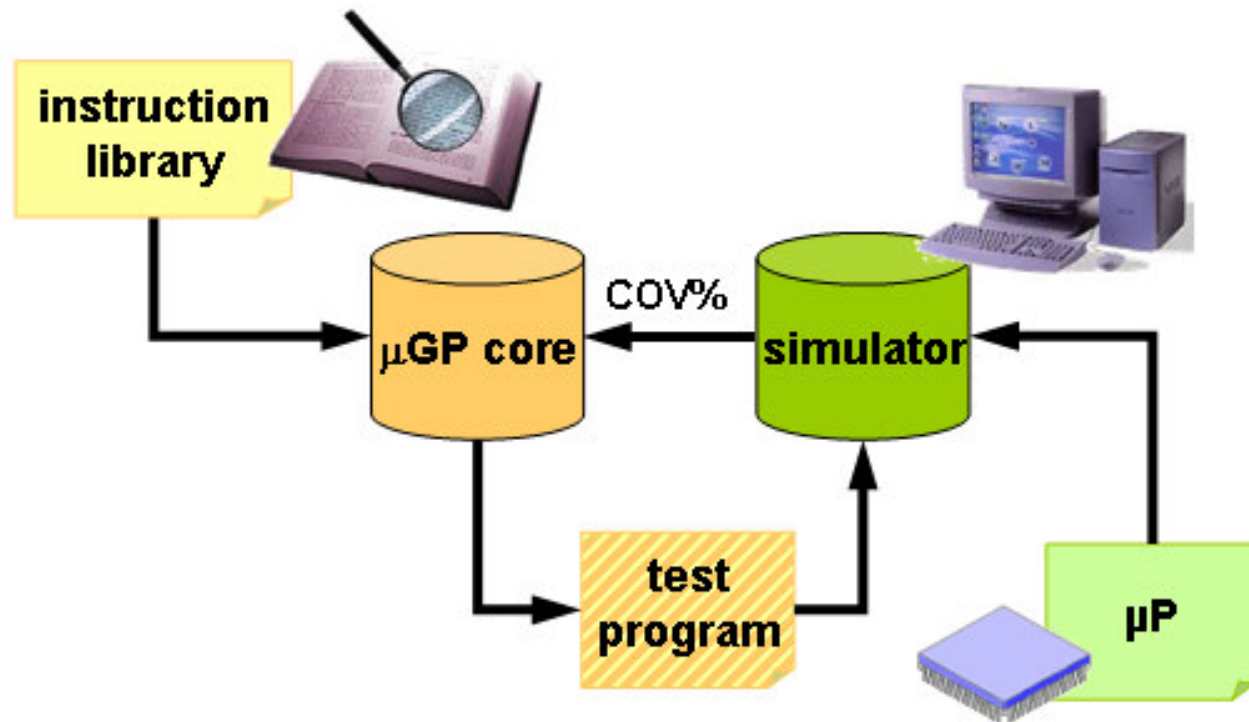 instruction
library
COV%
μGP core
simulator
test
program
μP